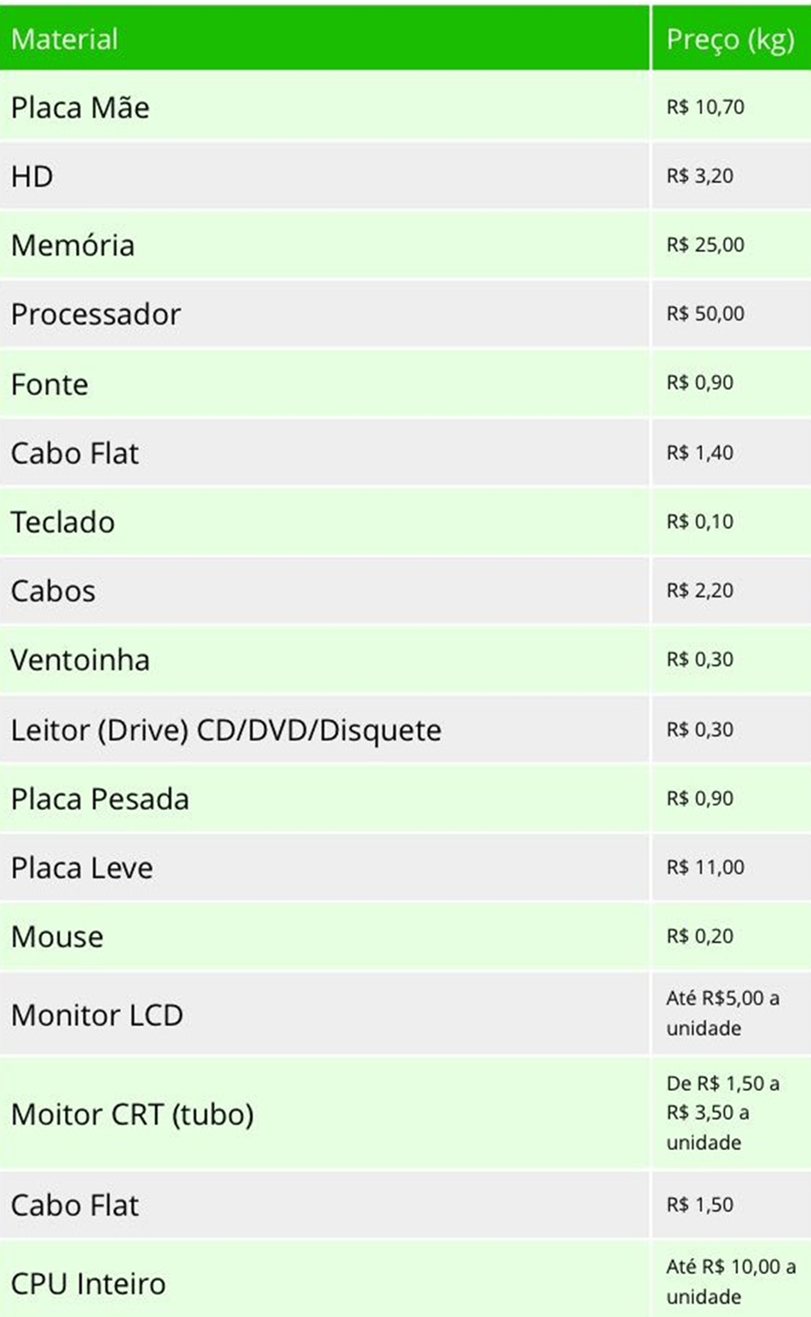 Material Preço (kg)
Placa Mãe R$ 10,70
HD R$ 3,20
Memória R$ 25,00
Processador R$ 50,00
Fonte R$ 0,90
Cabo Flat R$ 1,40
Teclado R$ 0,10
Cabos R$ 2,20
Ventoinha R$ 0,30
Leitor (Drive) CD/DVD/Disquete R$ 0,30
Placa Pesada R$ 0,90
Placa Leve R$ 11,00
Mouse R$ 0,20
Monitor LCD
Até R$5,00 a
unidade
Moitor CRT (tubo)
De R$ 1,50 a
R$ 3,50 a
unidade
Cabo Flat R$ 1,50
CPU Inteiro
Até R$ 10,00 a
unidade